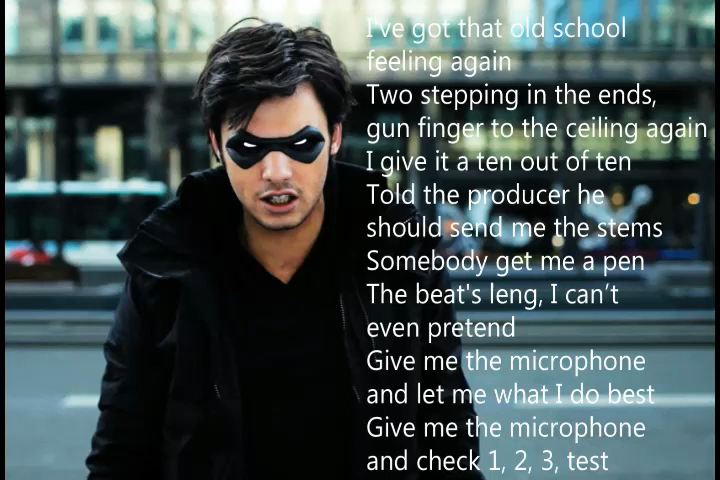 I've got that old school
feeling again
Two stepping in the ends,
gun finger to the ceiling again
I give it a ten out of ten
Told the producer he
should send me the stems
Somebody get me a pen
The beat's leng, I can’t
even pretend
Give me the microphone
and let me what I do best
Give me the microphone
and check 1, 2, 3, test